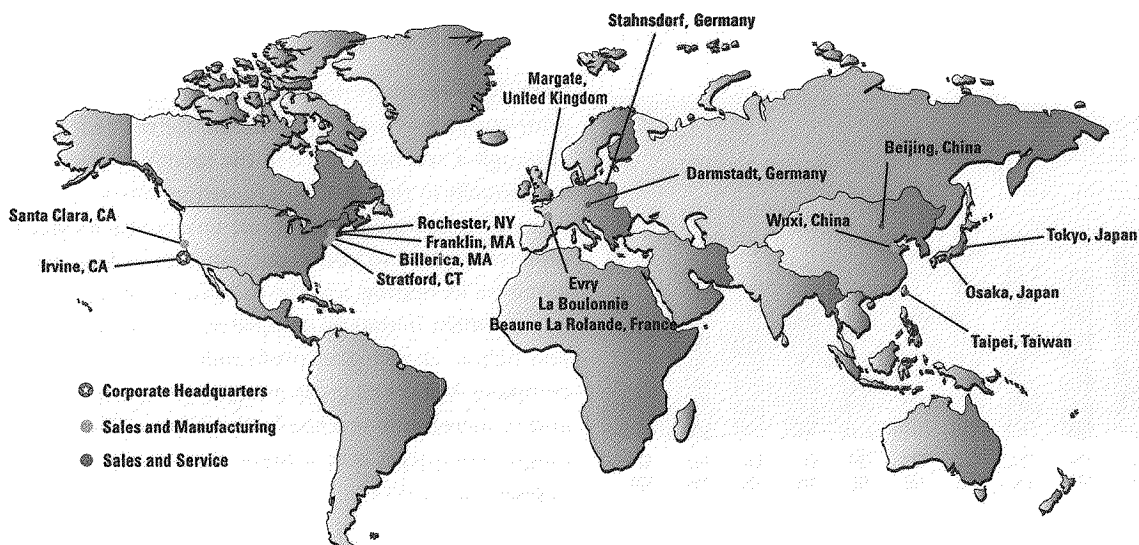 Stahnsdorf, Germany
Margate,
United Kingdom
Beijing, China
Darmstadt, Germany
Santa Clara, CA
Rochester, NY
Wuxi, China
Franklin, MA
Tokyo, Japan
Billerica, MA
Irvine, CA
Stratford, CT
Evry
Osaka, Japan
La Boulonnie
Beaune La Rolande, France
Taipei, Taiwan
Corporate Headquarters
Sales and Manufacturing
Sales and Service